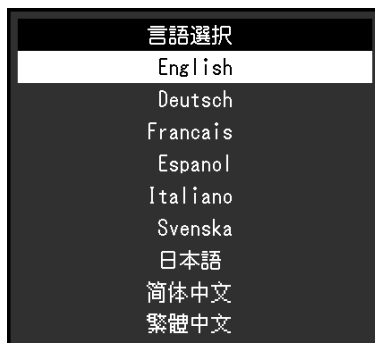 言語選択
English
Deutsch
Francais
Espanol
Italiano
Svenska
日本語
简体中文
繁體中文